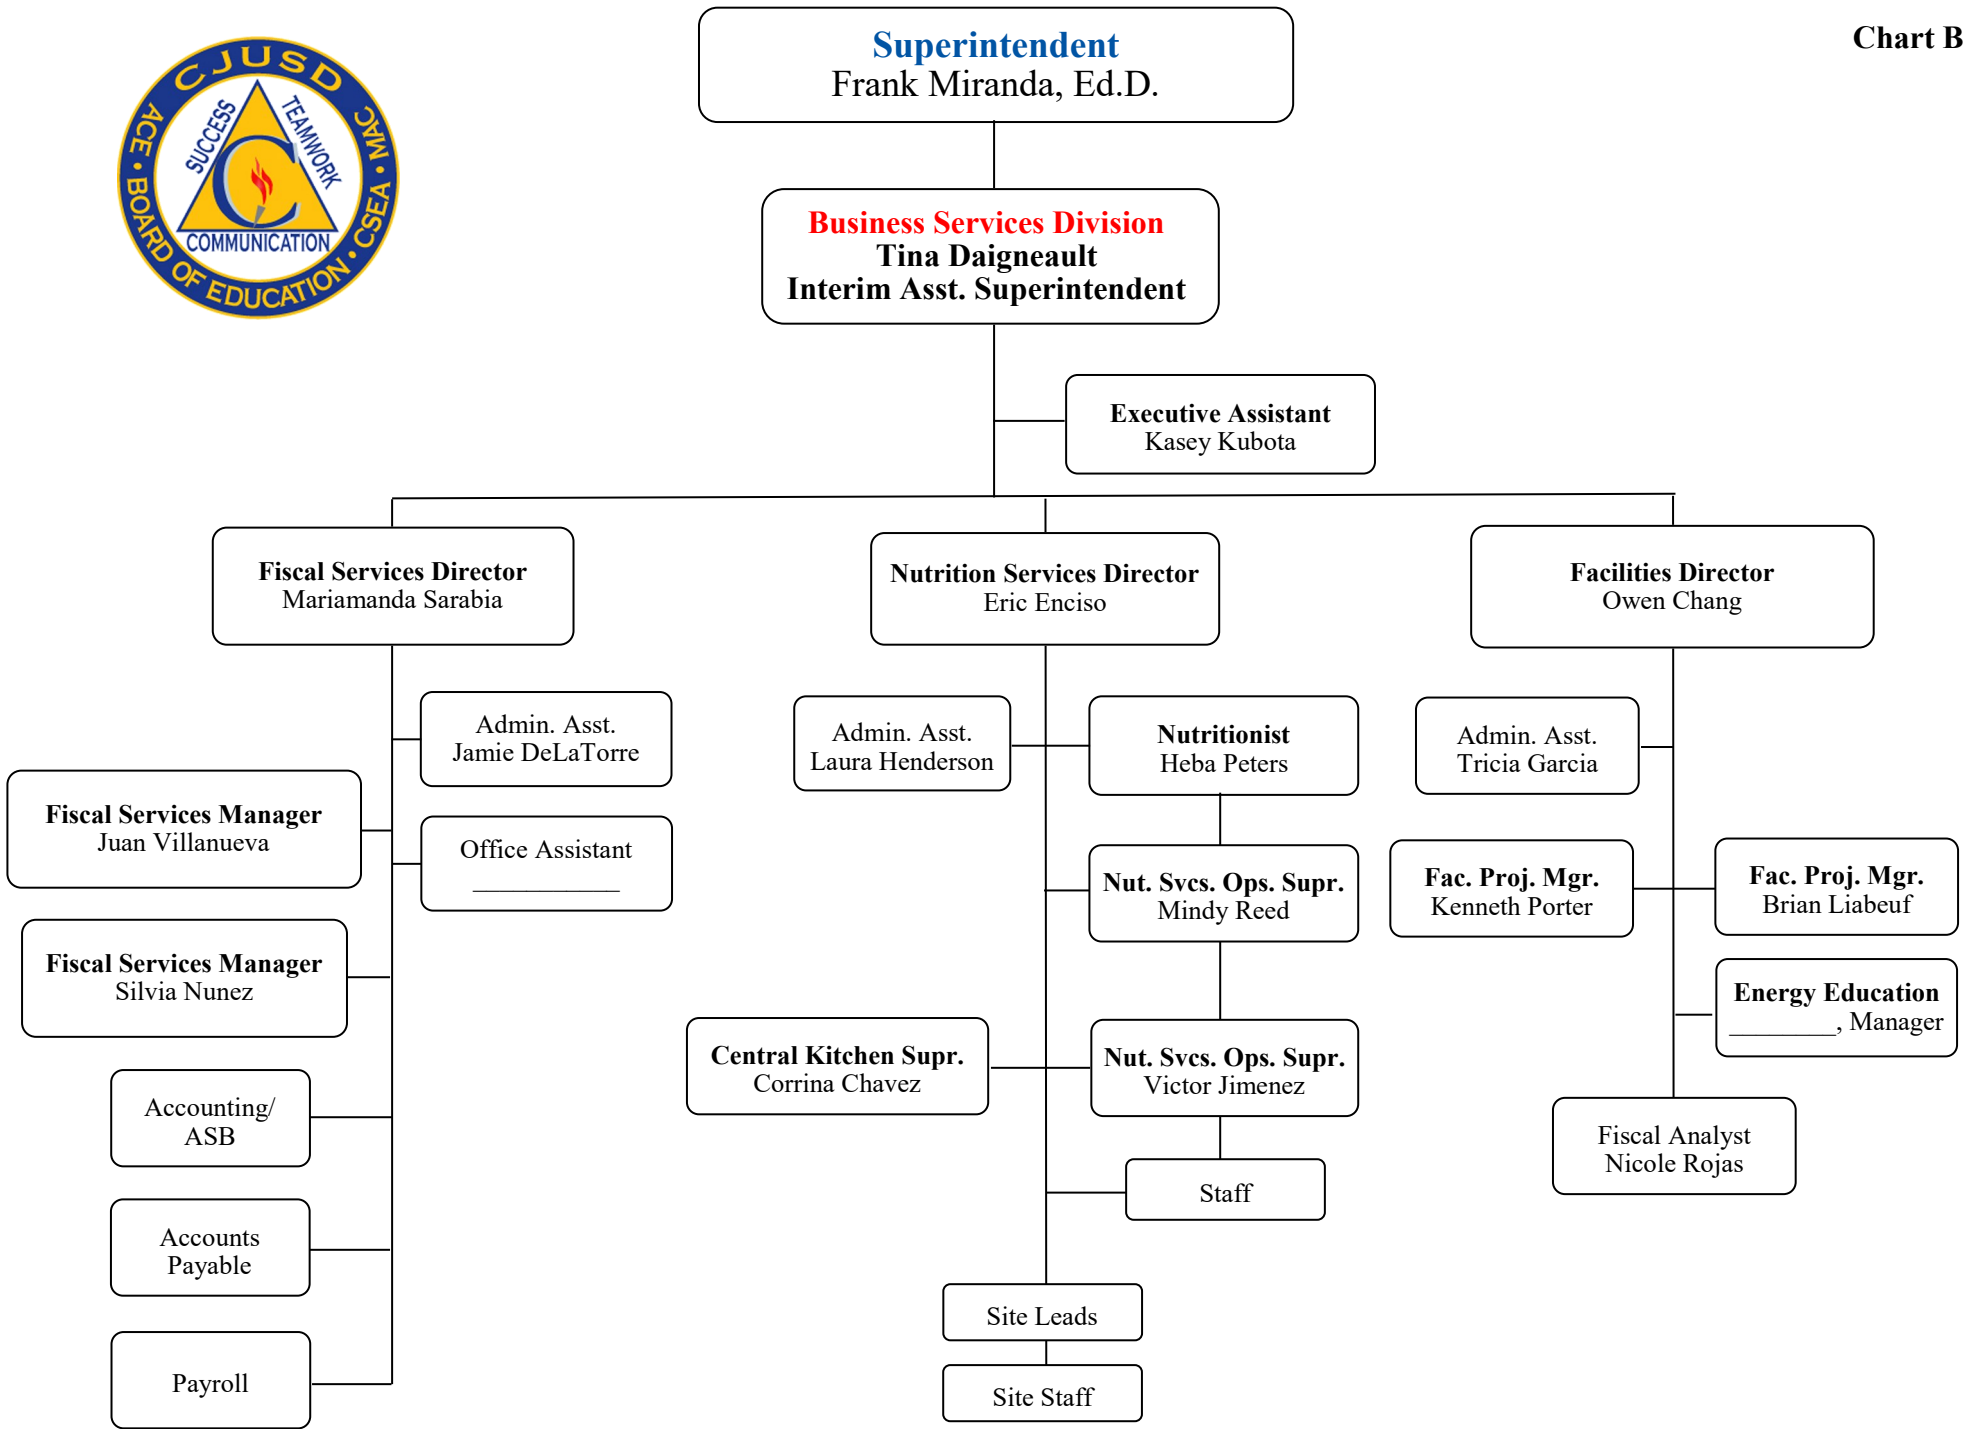 Chart B
CJUSD
ACE • BOARD OF EDUCATION • CSEA • MAC
SUCCESS
TEAMWORK
COMMUNICATION
C
Superintendent
Frank Miranda, Ed.D.
Business Services Division
Tina Daigneault
Interim Asst. Superintendent
Executive Assistant
Kasey Kubota
Fiscal Services Director
Mariamanda Sarabia
Admin. Asst.
Jamie DeLaTorre
Fiscal Services Manager
Juan Villanueva
Office Assistant
___________
Fiscal Services Manager
Silvia Nunez
Accounting/
ASB
Accounts
Payable
Payroll
Nutrition Services Director
Eric Enciso
Admin. Asst.
Laura Henderson
Nutritionist
Heba Peters
Nut. Svcs. Ops. Supr.
Mindy Reed
Central Kitchen Supr.
Corrina Chavez
Nut. Svcs. Ops. Supr.
Victor Jimenez
Staff
Site Leads
Site Staff
Facilities Director
Owen Chang
Admin. Asst.
Tricia Garcia
Fac. Proj. Mgr.
Kenneth Porter
Fac. Proj. Mgr.
Brian Liabeuf
Energy Education
________, Manager
Fiscal Analyst
Nicole Rojas